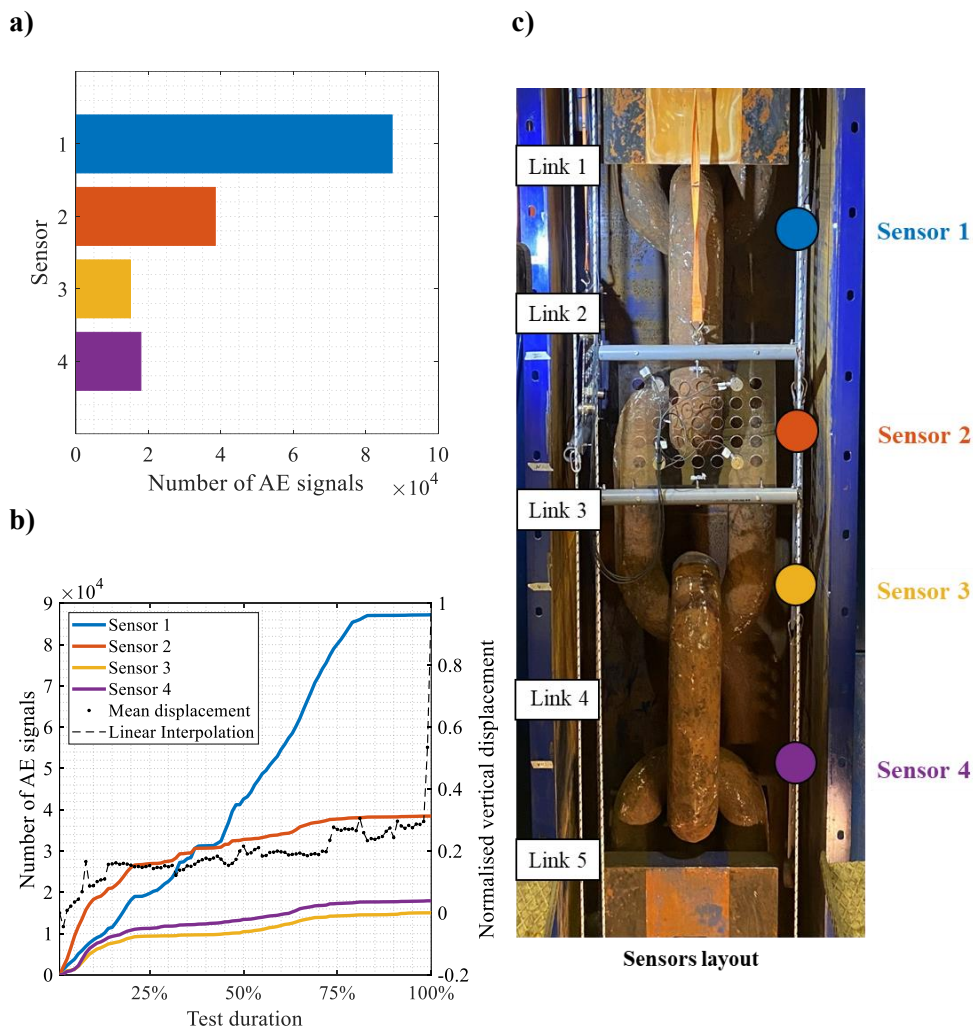 a)
1
2
3
4
Sensor
0
2
4
6
8
10
Number of AE signals
×10⁴
b)
×10⁴
9
8
7
6
5
4
3
2
1
0
Number of AE signals
Sensor 1
Sensor 2
Sensor 3
Sensor 4
Mean displacement
Linear Interpolation
1
0.8
0.6
0.4
0.2
0
-0.2
Normalised vertical displacement
25%
50%
75%
100%
Test duration
c)
Link 1
Sensor 1
Link 2
Sensor 2
Link 3
Sensor 3
Link 4
Sensor 4
Link 5
Sensors layout